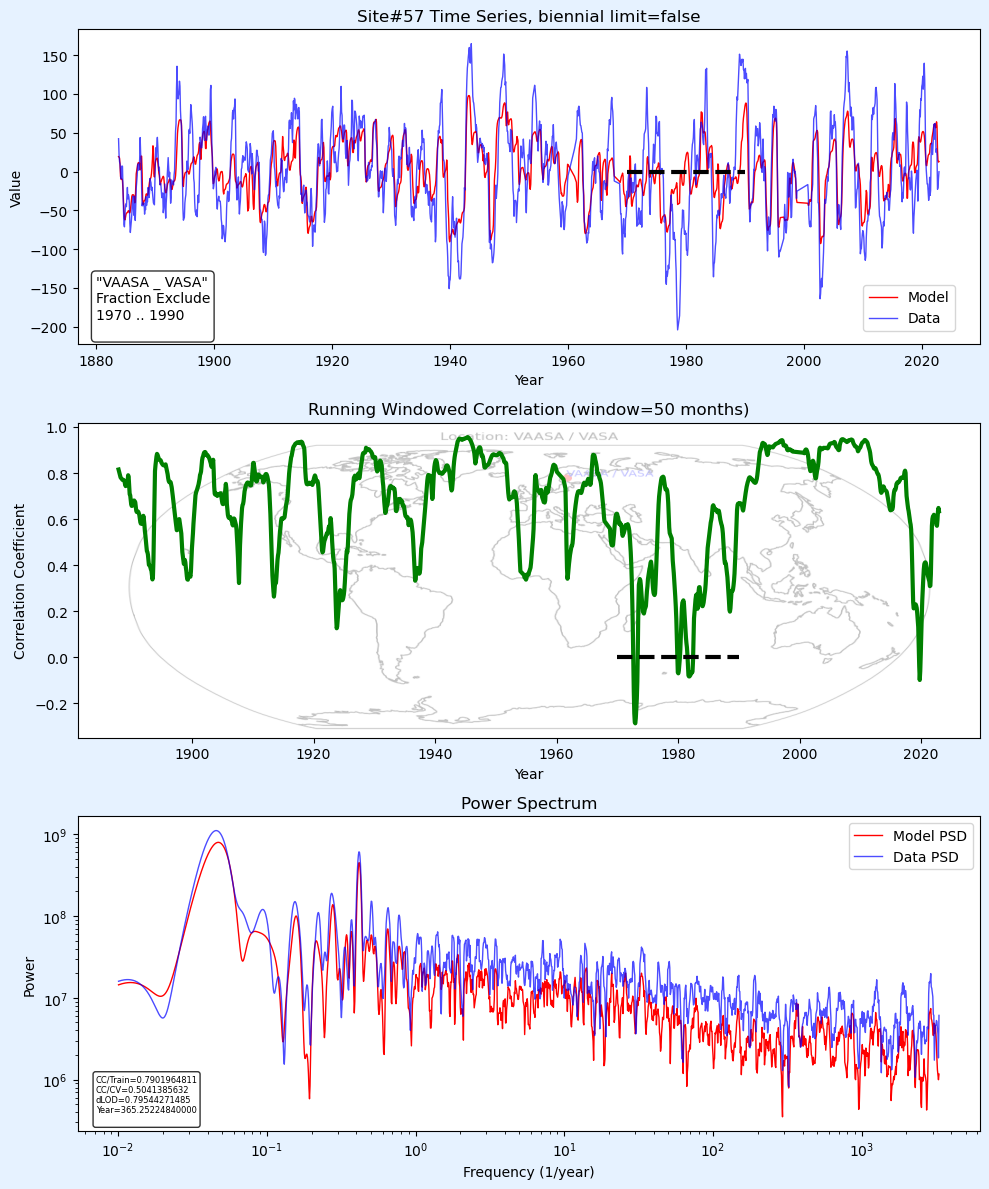 Site#57 Time Series, biennial limit=false
Value
150
100
50
0
−50
−100
−150
−200
"VAASA _ VASA"
Fraction Exclude
1970 .. 1990
Model
Data
1880
1900
1920
1940
1960
1980
2000
2020
Year
Running Windowed Correlation (window=50 months)
Correlation Coefficient
1.0
0.8
0.6
0.4
0.2
0.0
−0.2
Location: VAASA / VASA
VAASA / VASA
1900
1920
1940
1960
1980
2000
2020
Year
Power Spectrum
Power
10⁹
10⁸
10⁷
10⁶
Model PSD
Data PSD
CC/Train=0.7901964811
CC/CV=0.5041385632
dLOD=0.79544271485
Year=365.25224840000
10⁻²
10⁻¹
10⁰
10¹
10²
10³
Frequency (1/year)